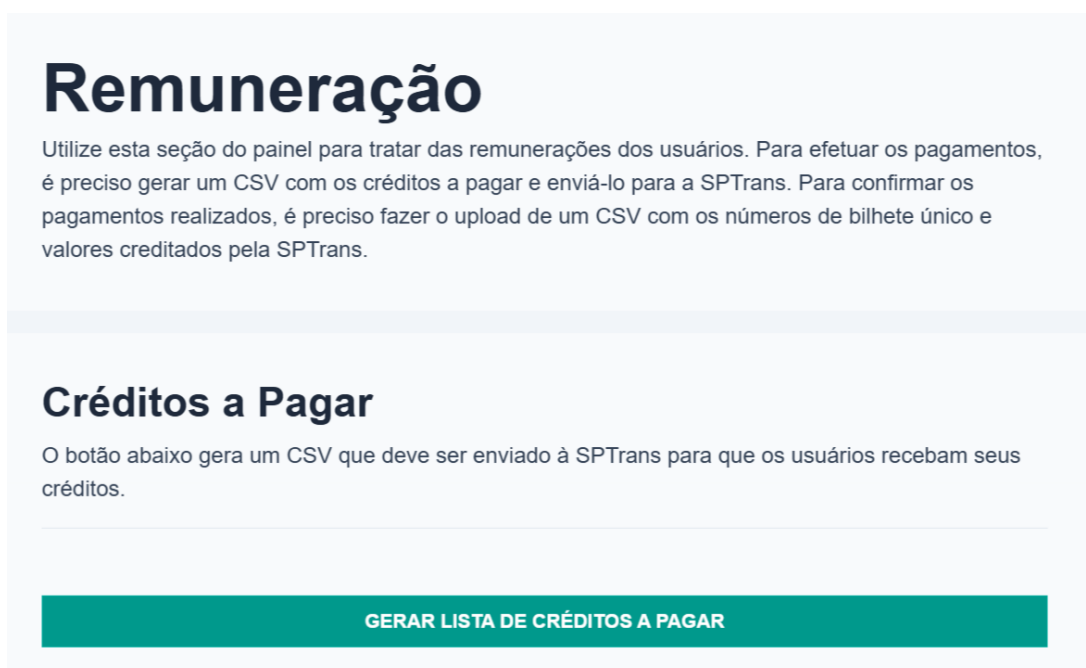 Remuneração
Utilize esta seção do painel para tratar das remunerações dos usuários. Para efetuar os pagamentos,
é preciso gerar um CSV com os créditos a pagar e enviá-lo para a SPTrans. Para confirmar os
pagamentos realizados, é preciso fazer o upload de um CSV com os números de bilhete único e
valores creditados pela SPTrans.
Créditos a Pagar
O botão abaixo gera um CSV que deve ser enviado à SPTrans para que os usuários recebam seus
créditos.
GERAR LISTA DE CRÉDITOS A PAGAR